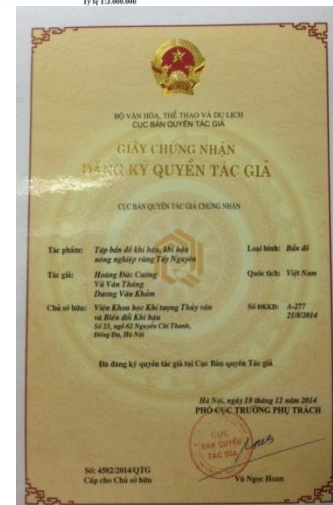 Tỷ lệ 1:3.000.000
BỘ VĂN HÓA, THỂ THAO VÀ DU LỊCH
CỤC BẢN QUYỀN TÁC GIẢ
GIẤY CHỨNG NHẬN
ĐĂNG KÝ QUYỀN TÁC GIẢ
CỤC BẢN QUYỀN TÁC GIẢ CHỨNG NHẬN
Tác phẩm: Tập bản đồ khí hậu, khí hậu nông nghiệp vùng Tây Nguyên Loại hình: Bản đồ
Tác giả: Hoàng Đức Cường Quốc tịch: Việt Nam
Vũ Văn Thăng
Dương Văn Khảm
Chủ sở hữu: Viện Khoa học Khí tượng Thủy văn Số ĐKKD: A-277
và Biến đổi Khí hậu 21/8/2014
Số 23, ngõ 62 Nguyễn Chí Thanh,
Đống Đa, Hà Nội
Đã đăng ký quyền tác giả tại Cục Bản quyền Tác giả
Hà Nội, ngày 18 tháng 12 năm 2014
PHÓ CỤC TRƯỞNG PHỤ TRÁCH
CỤC
BẢN QUYỀN
TÁC GIẢ
Số: 4582/2014/QTG
Cấp cho Chủ sở hữu Vũ Ngọc Hoan